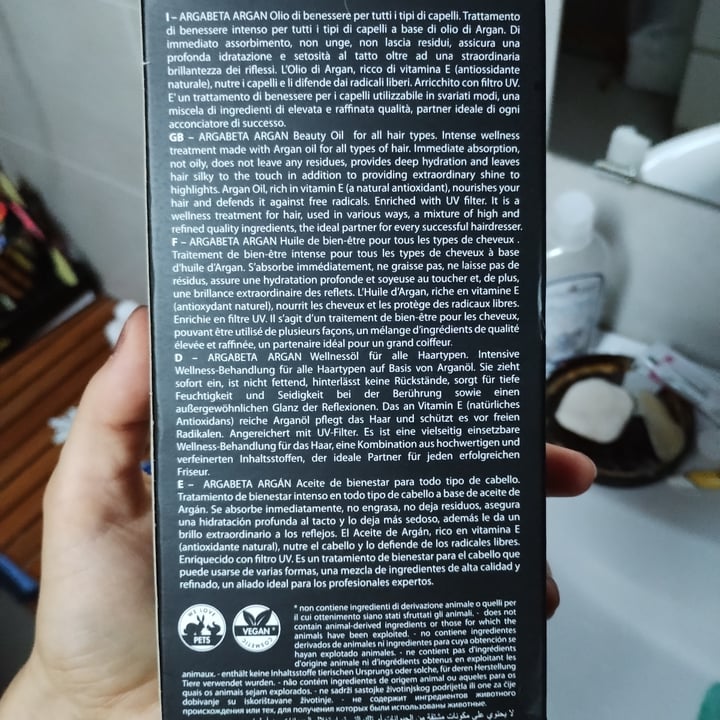 I – ARGABETA ARGAN Olio di benessere per tutti i tipi di capelli. Trattamento
di benessere intenso per tutti i tipi di capelli a base di olio di Argan. Di
immediato assorbimento, non unge, non lascia residui, assicura una
profonda idratazione e setosità al tatto oltre ad una straordinaria
brillantezza dei riflessi. L'Olio di Argan, ricco di vitamina E (antiossidante
naturale), nutre i capelli e li difende dai radicali liberi. Arricchito con filtro UV.
E' un trattamento di benessere per i capelli utilizzabile in svariati modi, una
miscela di ingredienti di elevata e raffinata qualità, partner ideale di ogni
acconciatore di successo.
GB – ARGABETA ARGAN Beauty Oil for all hair types. Intense wellness
treatment made with Argan oil for all types of hair. Immediate absorption,
not oily, does not leave any residues, provides deep hydration and leaves
hair silky to the touch in addition to providing extraordinary shine to
highlights. Argan Oil, rich in vitamin E (a natural antioxidant), nourishes your
hair and defends it against free radicals. Enriched with UV filter. It is a
wellness treatment for hair, used in various ways, a mixture of high and
refined quality ingredients, the ideal partner for every successful hairdresser.
F – ARGABETA ARGAN Huile de bien-être pour tous les types de cheveux .
Traitement de bien-être intense pour tous les types de cheveux à base
d'huile d'Argan. S'absorbe immédiatement, ne graisse pas, ne laisse pas de
résidus, assure une hydratation profonde et soyeuse au toucher et, de plus,
une brillance extraordinaire des reflets. L'Huile d'Argan, riche en vitamine E
(antioxydant naturel), nourrit les cheveux et les protège des radicaux libres.
Enrichie en filtre UV. Il s'agit d'un traitement de bien-être pour les cheveux,
pouvant être utilisé de plusieurs façons, un mélange d'ingrédients de qualité
élevée et raffinée, un partenaire idéal pour un grand coiffeur.
D – ARGABETA ARGAN Wellnessöl für alle Haartypen. Intensive
Wellness-Behandlung für alle Haartypen auf Basis von Arganöl. Sie zieht
sofort ein, ist nicht fettend, hinterlässt keine Rückstände, sorgt für tiefe
Feuchtigkeit und Seidigkeit bei der Berührung sowie einen
außergewöhnlichen Glanz der Reflexionen. Das an Vitamin E (natürliches
Antioxidans) reiche Arganöl pflegt das Haar und schützt es vor freien
Radikalen. Angereichert mit UV-Filter. Es ist eine vielseitig einsetzbare
Wellness-Behandlung für das Haar, eine Kombination aus hochwertigen und
verfeinerten Inhaltsstoffen, der ideale Partner für jeden erfolgreichen
Friseur.
E – ARGABETA ARGÁN Aceite de bienestar para todo tipo de cabello.
Tratamiento de bienestar intenso en todo tipo de cabello a base de aceite de
Argán. Se absorbe inmediatamente, no engrasa, no deja residuos, asegura
una hidratación profunda al tacto y lo deja más sedoso, además le da un
brillo extraordinario a los reflejos. El Aceite de Argán, rico en vitamina E
(antioxidante natural), nutre el cabello y lo defiende de los radicales libres.
Enriquecido con filtro UV. Es un tratamiento de bienestar para el cabello que
puede usarse de varias formas, una mezcla de ingredientes de alta calidad y
refinado, un aliado ideal para los profesionales expertos.
WE LOVE
PETS
VEGAN
COSMETIC
* non contiene ingredienti di derivazione animale o quelli per
il cui ottenimento siano stati sfruttati gli animali. - does not
contain animal-derived ingredients or those for which the
animals have been exploited. - no contiene ingredientes
derivados de animales ni ingredientes para cuya obtención se
hayan explotado animales. - ne contient pas d'ingrédients
d'origine animale ni d'ingrédients obtenus en exploitant les
animaux. - enthält keine Inhaltsstoffe tierischen Ursprungs oder solche, für deren Herstellung
Tiere verwendet wurden. - não contém ingredientes de origem animal ou aqueles para os
quais os animais sejam explorados. - ne sadrži sastojke životinjskog podrijetla ili one za čije
dobivanje su iskorištavane životinje. - не содержит ингредиентов животного
происхождения или тех, для получения которых были использованы животные.